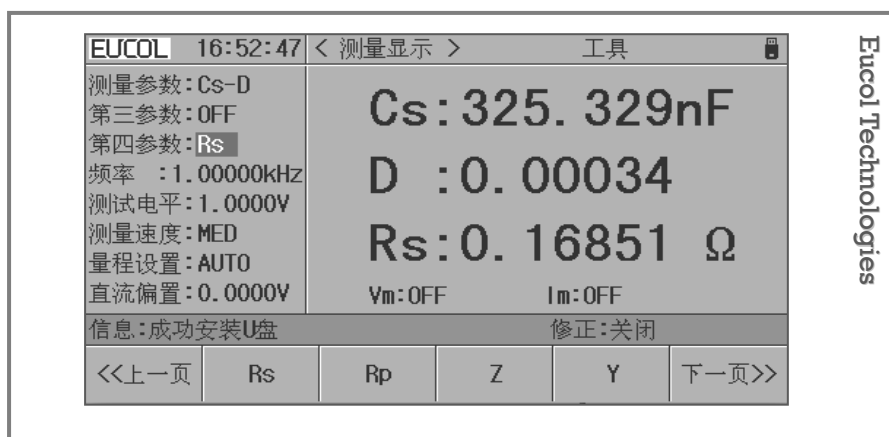 EUCOL 16:52:47 < 测量显示 > 工具
测量参数:Cs-D
第三参数:OFF
第四参数:Rs
频率 :1.00000kHz
测试电平:1.0000V
测量速度:MED
量程设置:AUTO
直流偏置:0.0000V
Cs:325.329nF
D :0.00034
Rs:0.16851 Ω
Vm:OFF Im:OFF
信息:成功安装U盘 修正:关闭
<<上一页 Rs Rp Z Y 下一页>>
Eucol Technologies